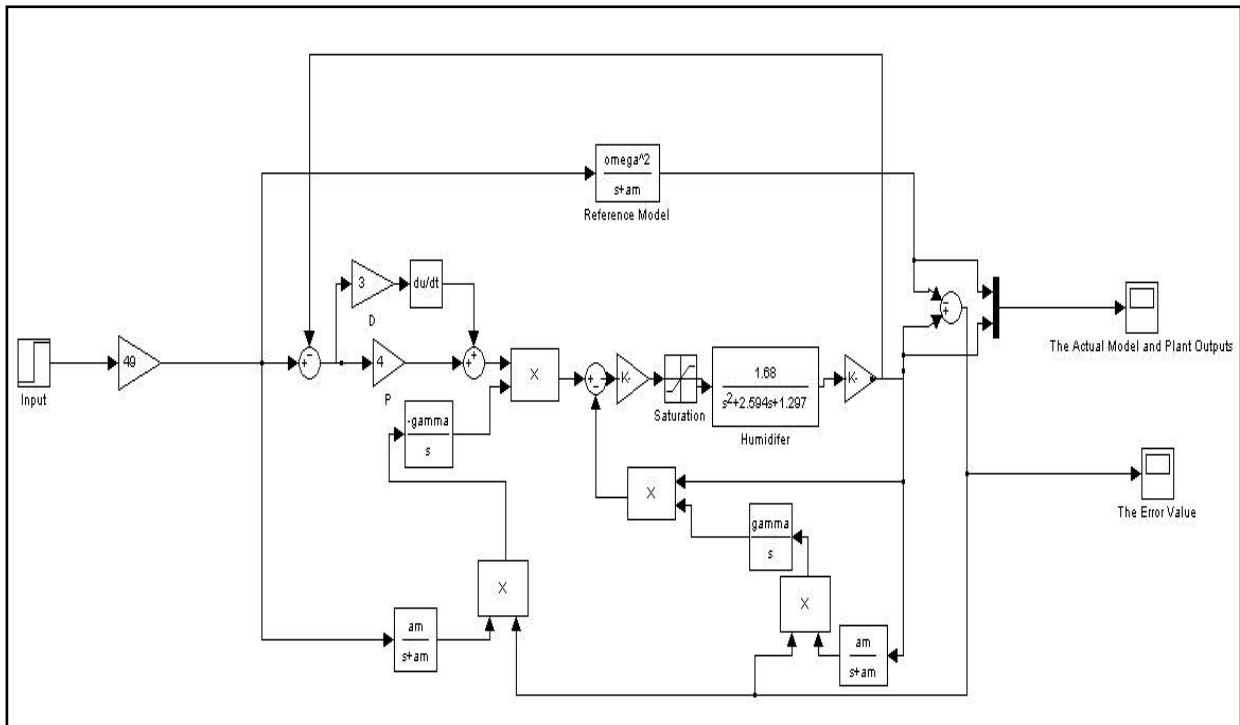 omega^2
s+am
Reference Model
3
du/dt
D
49
4
P
Input
X
K-
Saturation
1.68
s2+2.594s+1.297
Humidifer
K-
The Actual Model and Plant Outputs
-gamma
s
X
gamma
s
The Error Value
X
X
am
s+am
am
s+am